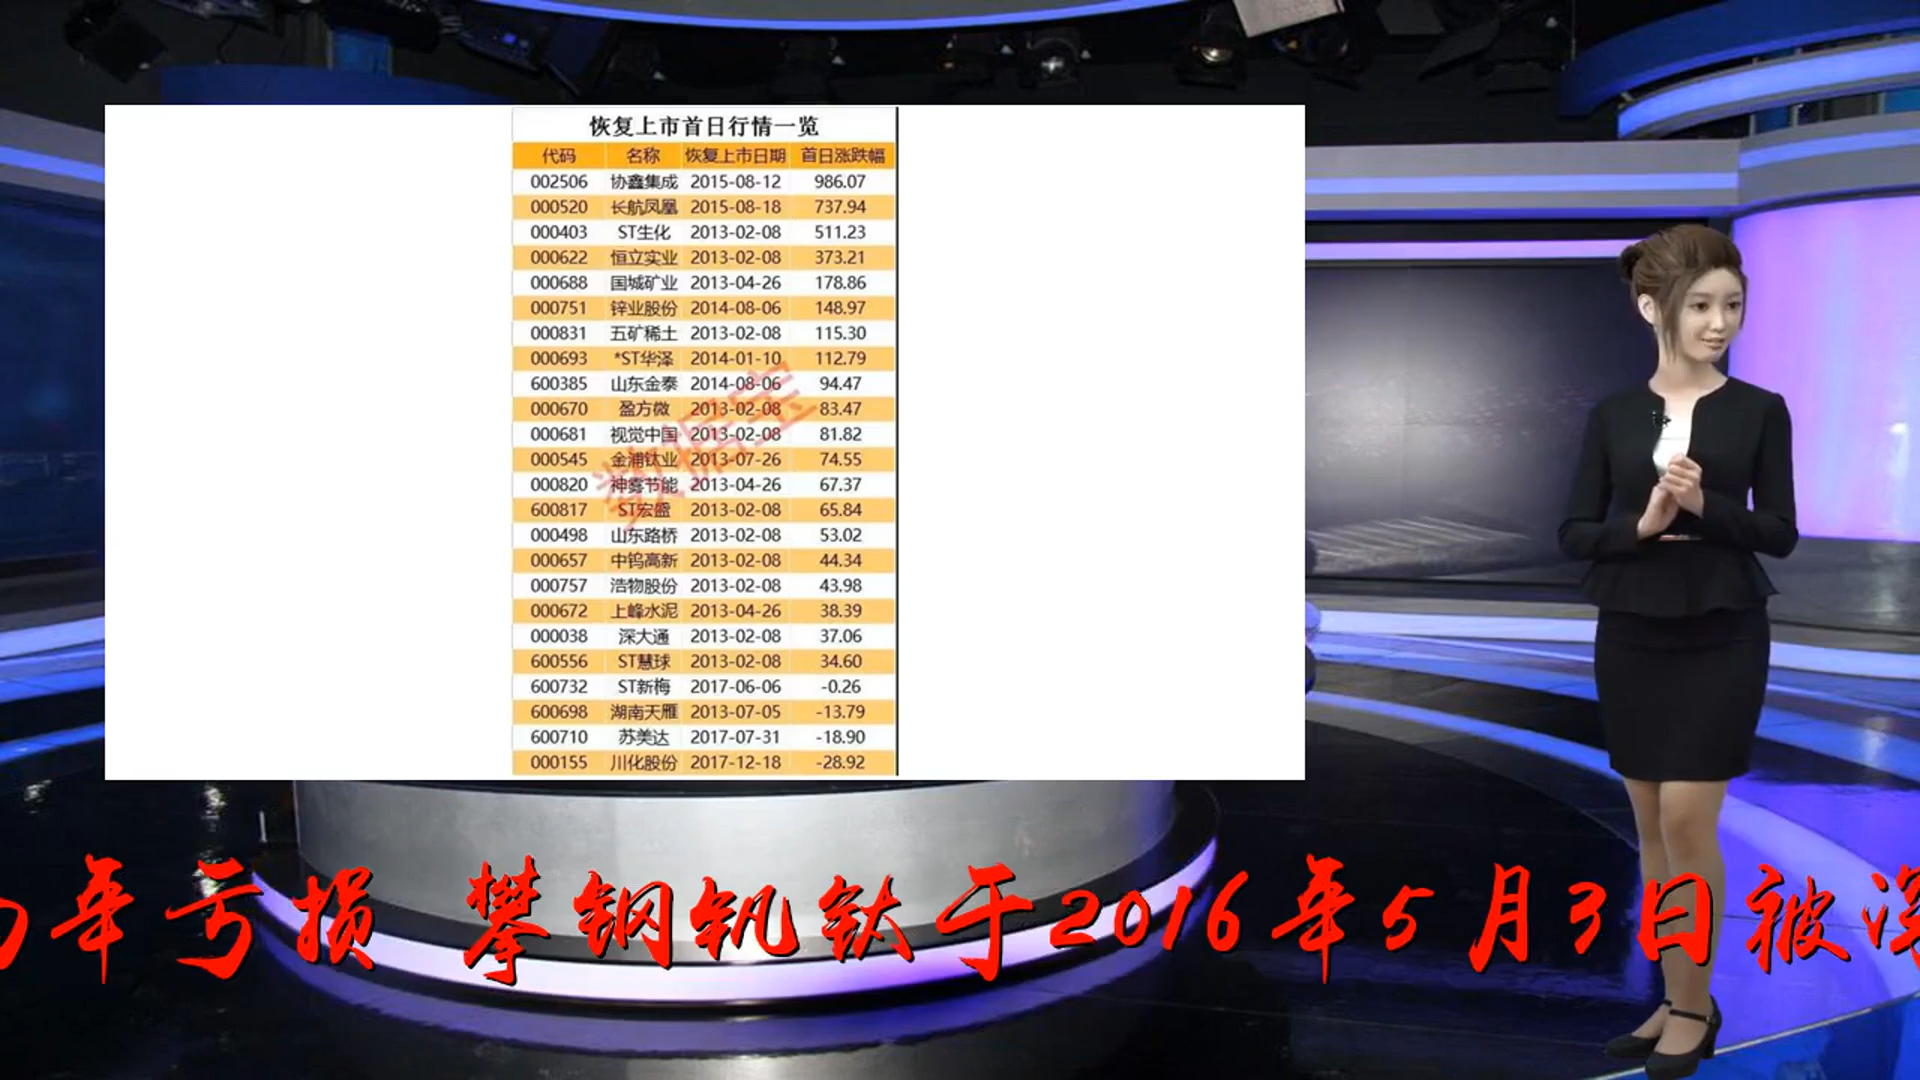 恢复上市首日行情一览
代码 名称 恢复上市日期 首日涨跌幅
002506 协鑫集成 2015-08-12 986.07
000520 长航凤凰 2015-08-18 737.94
000403 ST生化 2013-02-08 511.23
000622 恒立实业 2013-02-08 373.21
000688 国城矿业 2013-04-26 178.86
000751 锌业股份 2014-08-06 148.97
000831 五矿稀土 2013-02-08 115.30
000693 *ST华泽 2014-01-10 112.79
600385 山东金泰 2014-08-06 94.47
000670 盈方微 2013-02-08 83.47
000681 视觉中国 2013-02-08 81.82
000545 金浦钛业 2013-07-26 74.55
000820 神雾节能 2013-04-26 67.37
600817 ST宏盛 2013-02-08 65.84
000498 山东路桥 2013-02-08 53.02
000657 中钨高新 2013-02-08 44.34
000757 浩物股份 2013-02-08 43.98
000672 上峰水泥 2013-04-26 38.39
000038 深大通 2013-02-08 37.06
600556 ST慧球 2013-02-08 34.60
600732 ST新梅 2017-06-06 -0.26
600698 湖南天雁 2013-07-05 -13.79
600710 苏美达 2017-07-31 -18.90
000155 川化股份 2017-12-18 -28.92
数据宝
年亏损 攀钢钒钛于2016年5月3日被深